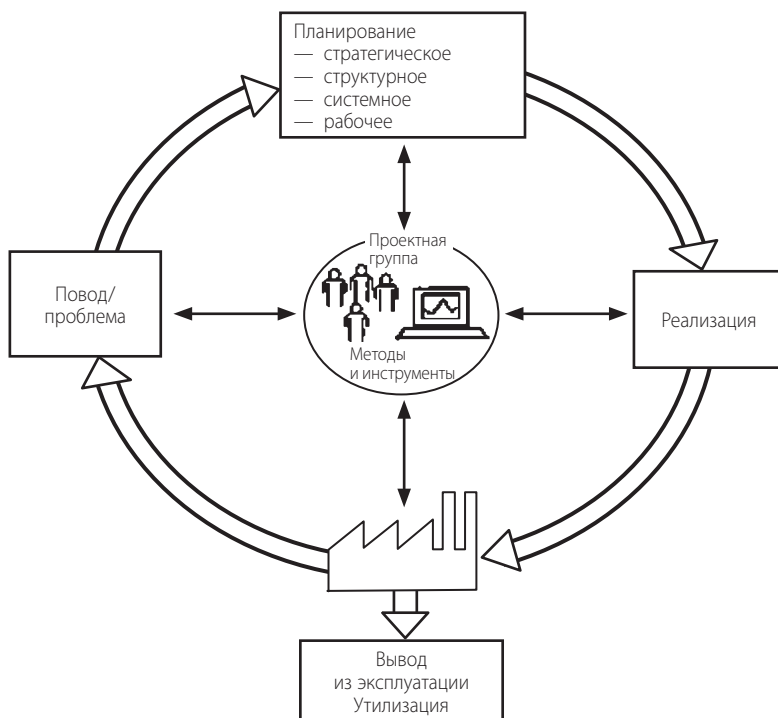 Планирование
— стратегическое
— структурное
— системное
— рабочее
Проектная
группа
Повод/
проблема
Реализация
Методы
и инструменты
Вывод
из эксплуатации
Утилизация